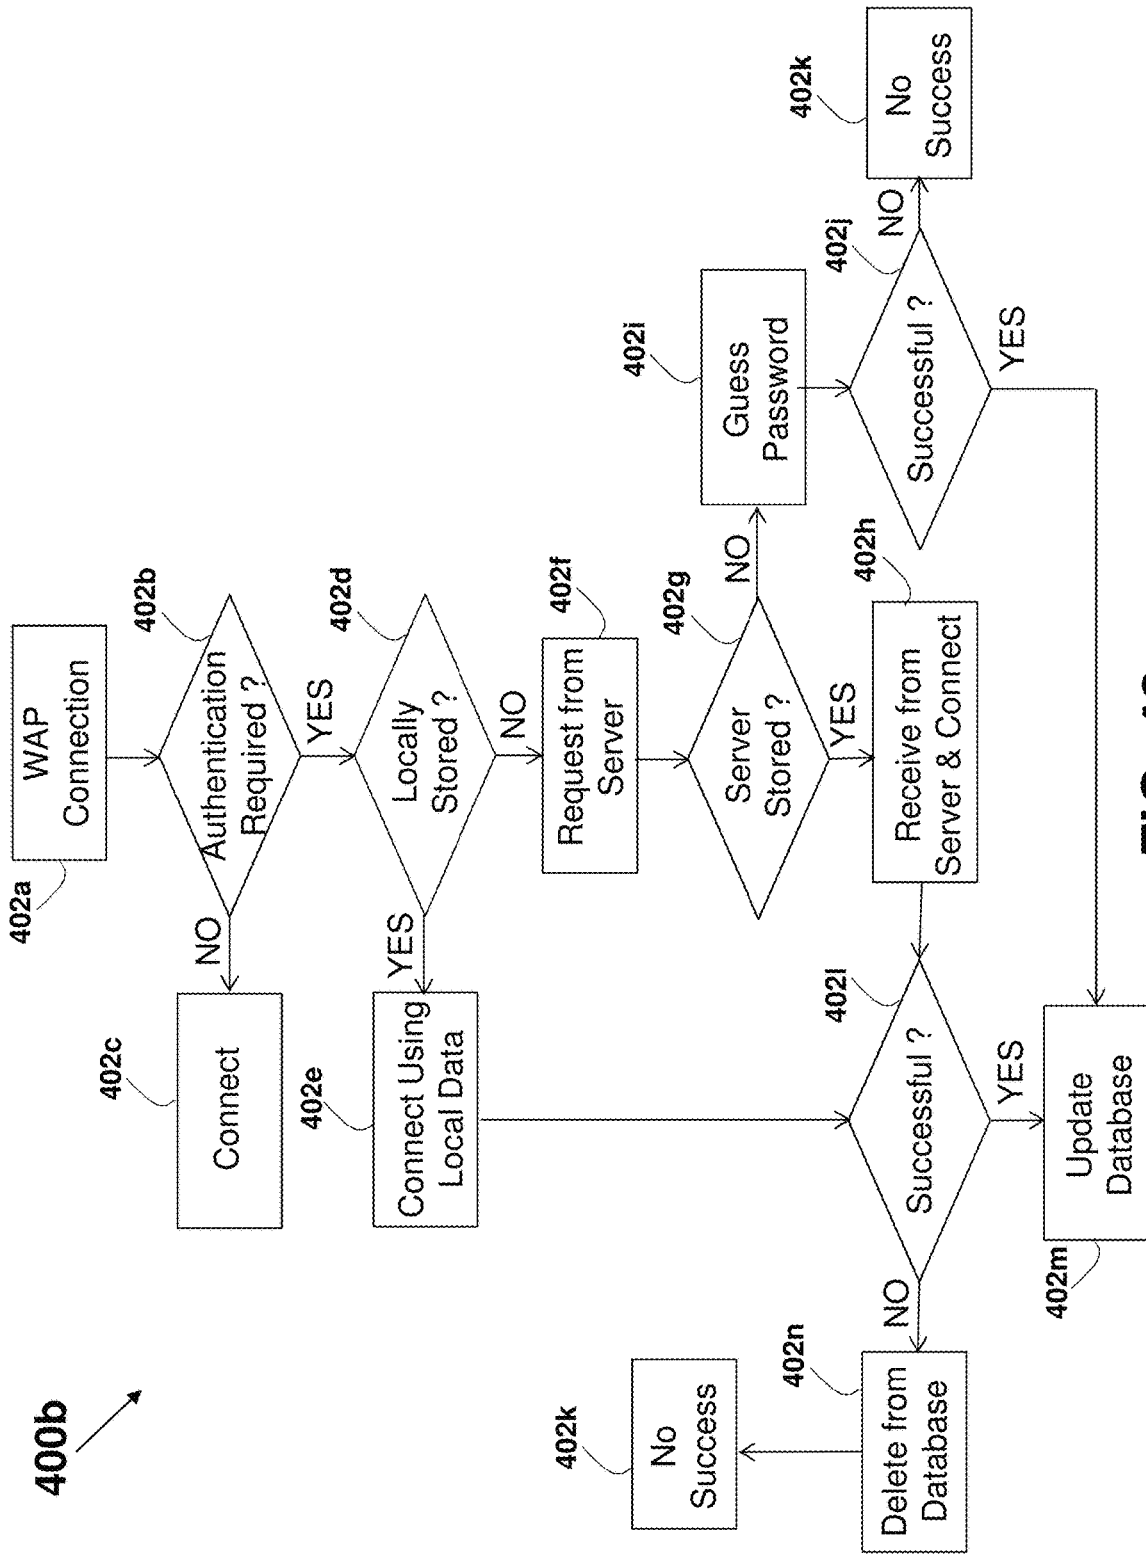 400b
402a
WAP
Connection
402b
Authentication
Required ?
NO
YES
402c
Connect
402d
Locally
Stored ?
YES
NO
402e
Connect Using
Local Data
402f
Request from
Server
402g
Server
Stored ?
NO
YES
402i
Guess
Password
402h
Receive from
Server & Connect
402j
Successful ?
NO
YES
402k
No
Success
402l
Successful ?
NO
YES
402n
Delete from
Database
402k
No
Success
402m
Update
Database